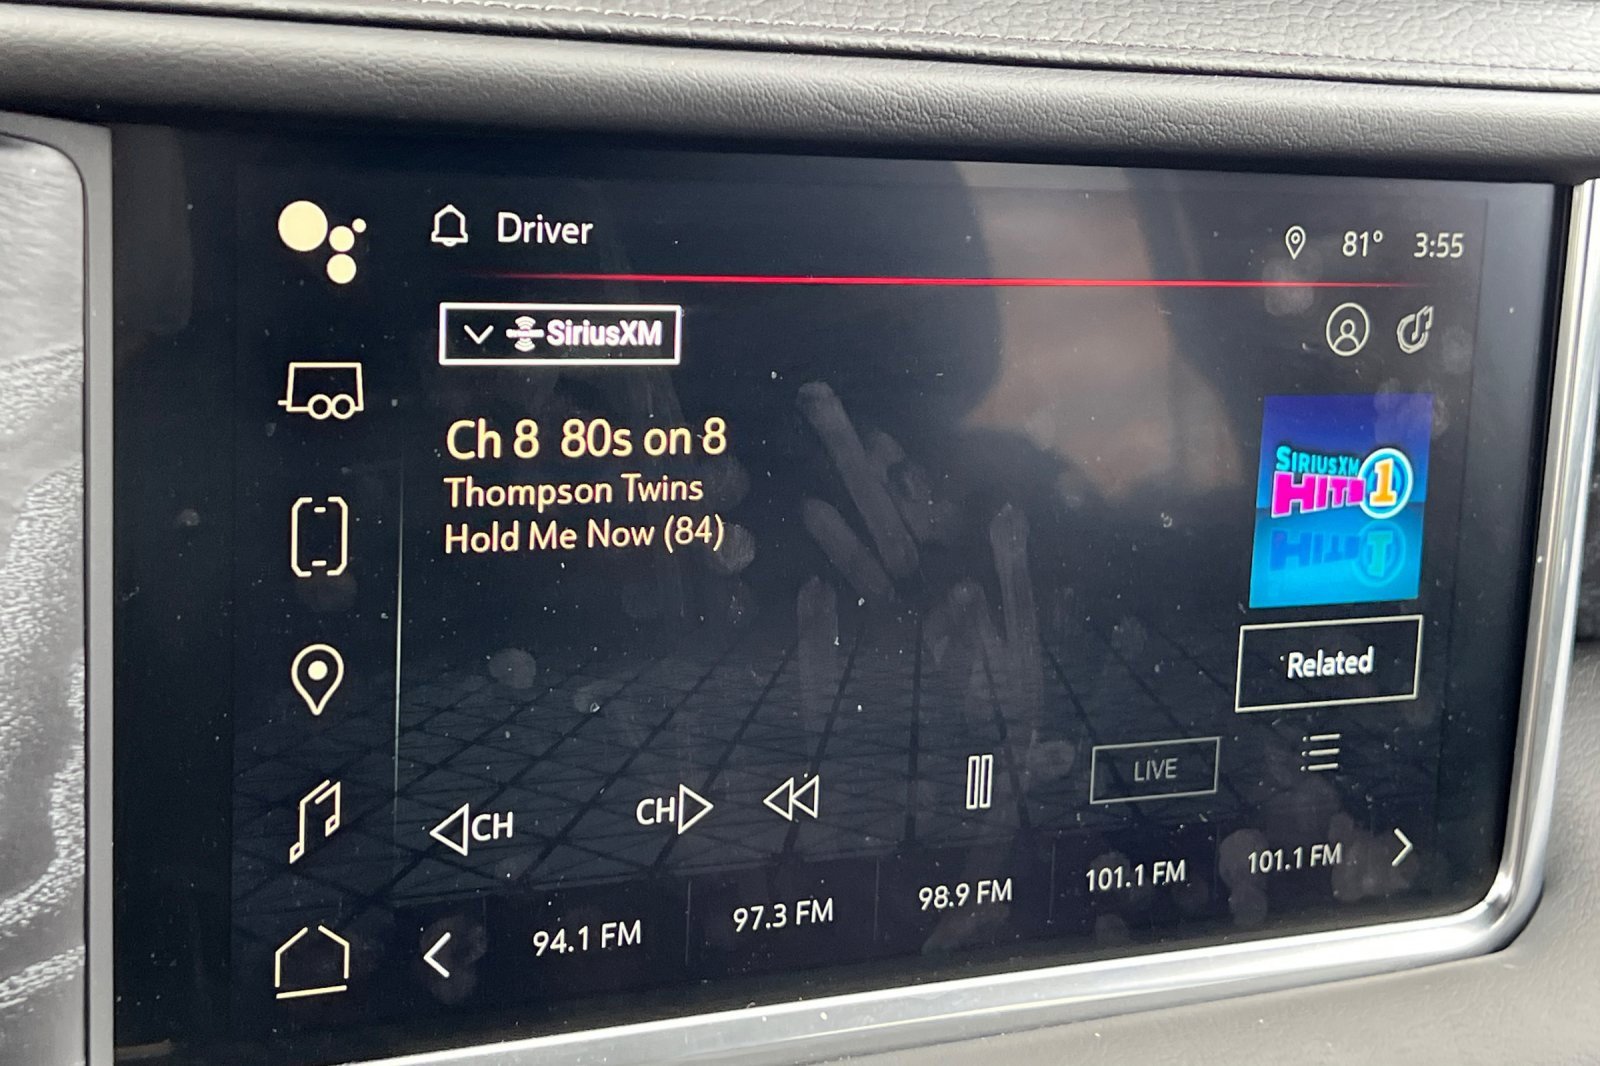 Driver
81° 3:55
SiriusXM
Ch 8 80s on 8
Thompson Twins
Hold Me Now (84)
SIRIUSXM
HITS 1
Related
CH
CH
LIVE
94.1 FM
97.3 FM
98.9 FM
101.1 FM
101.1 FM